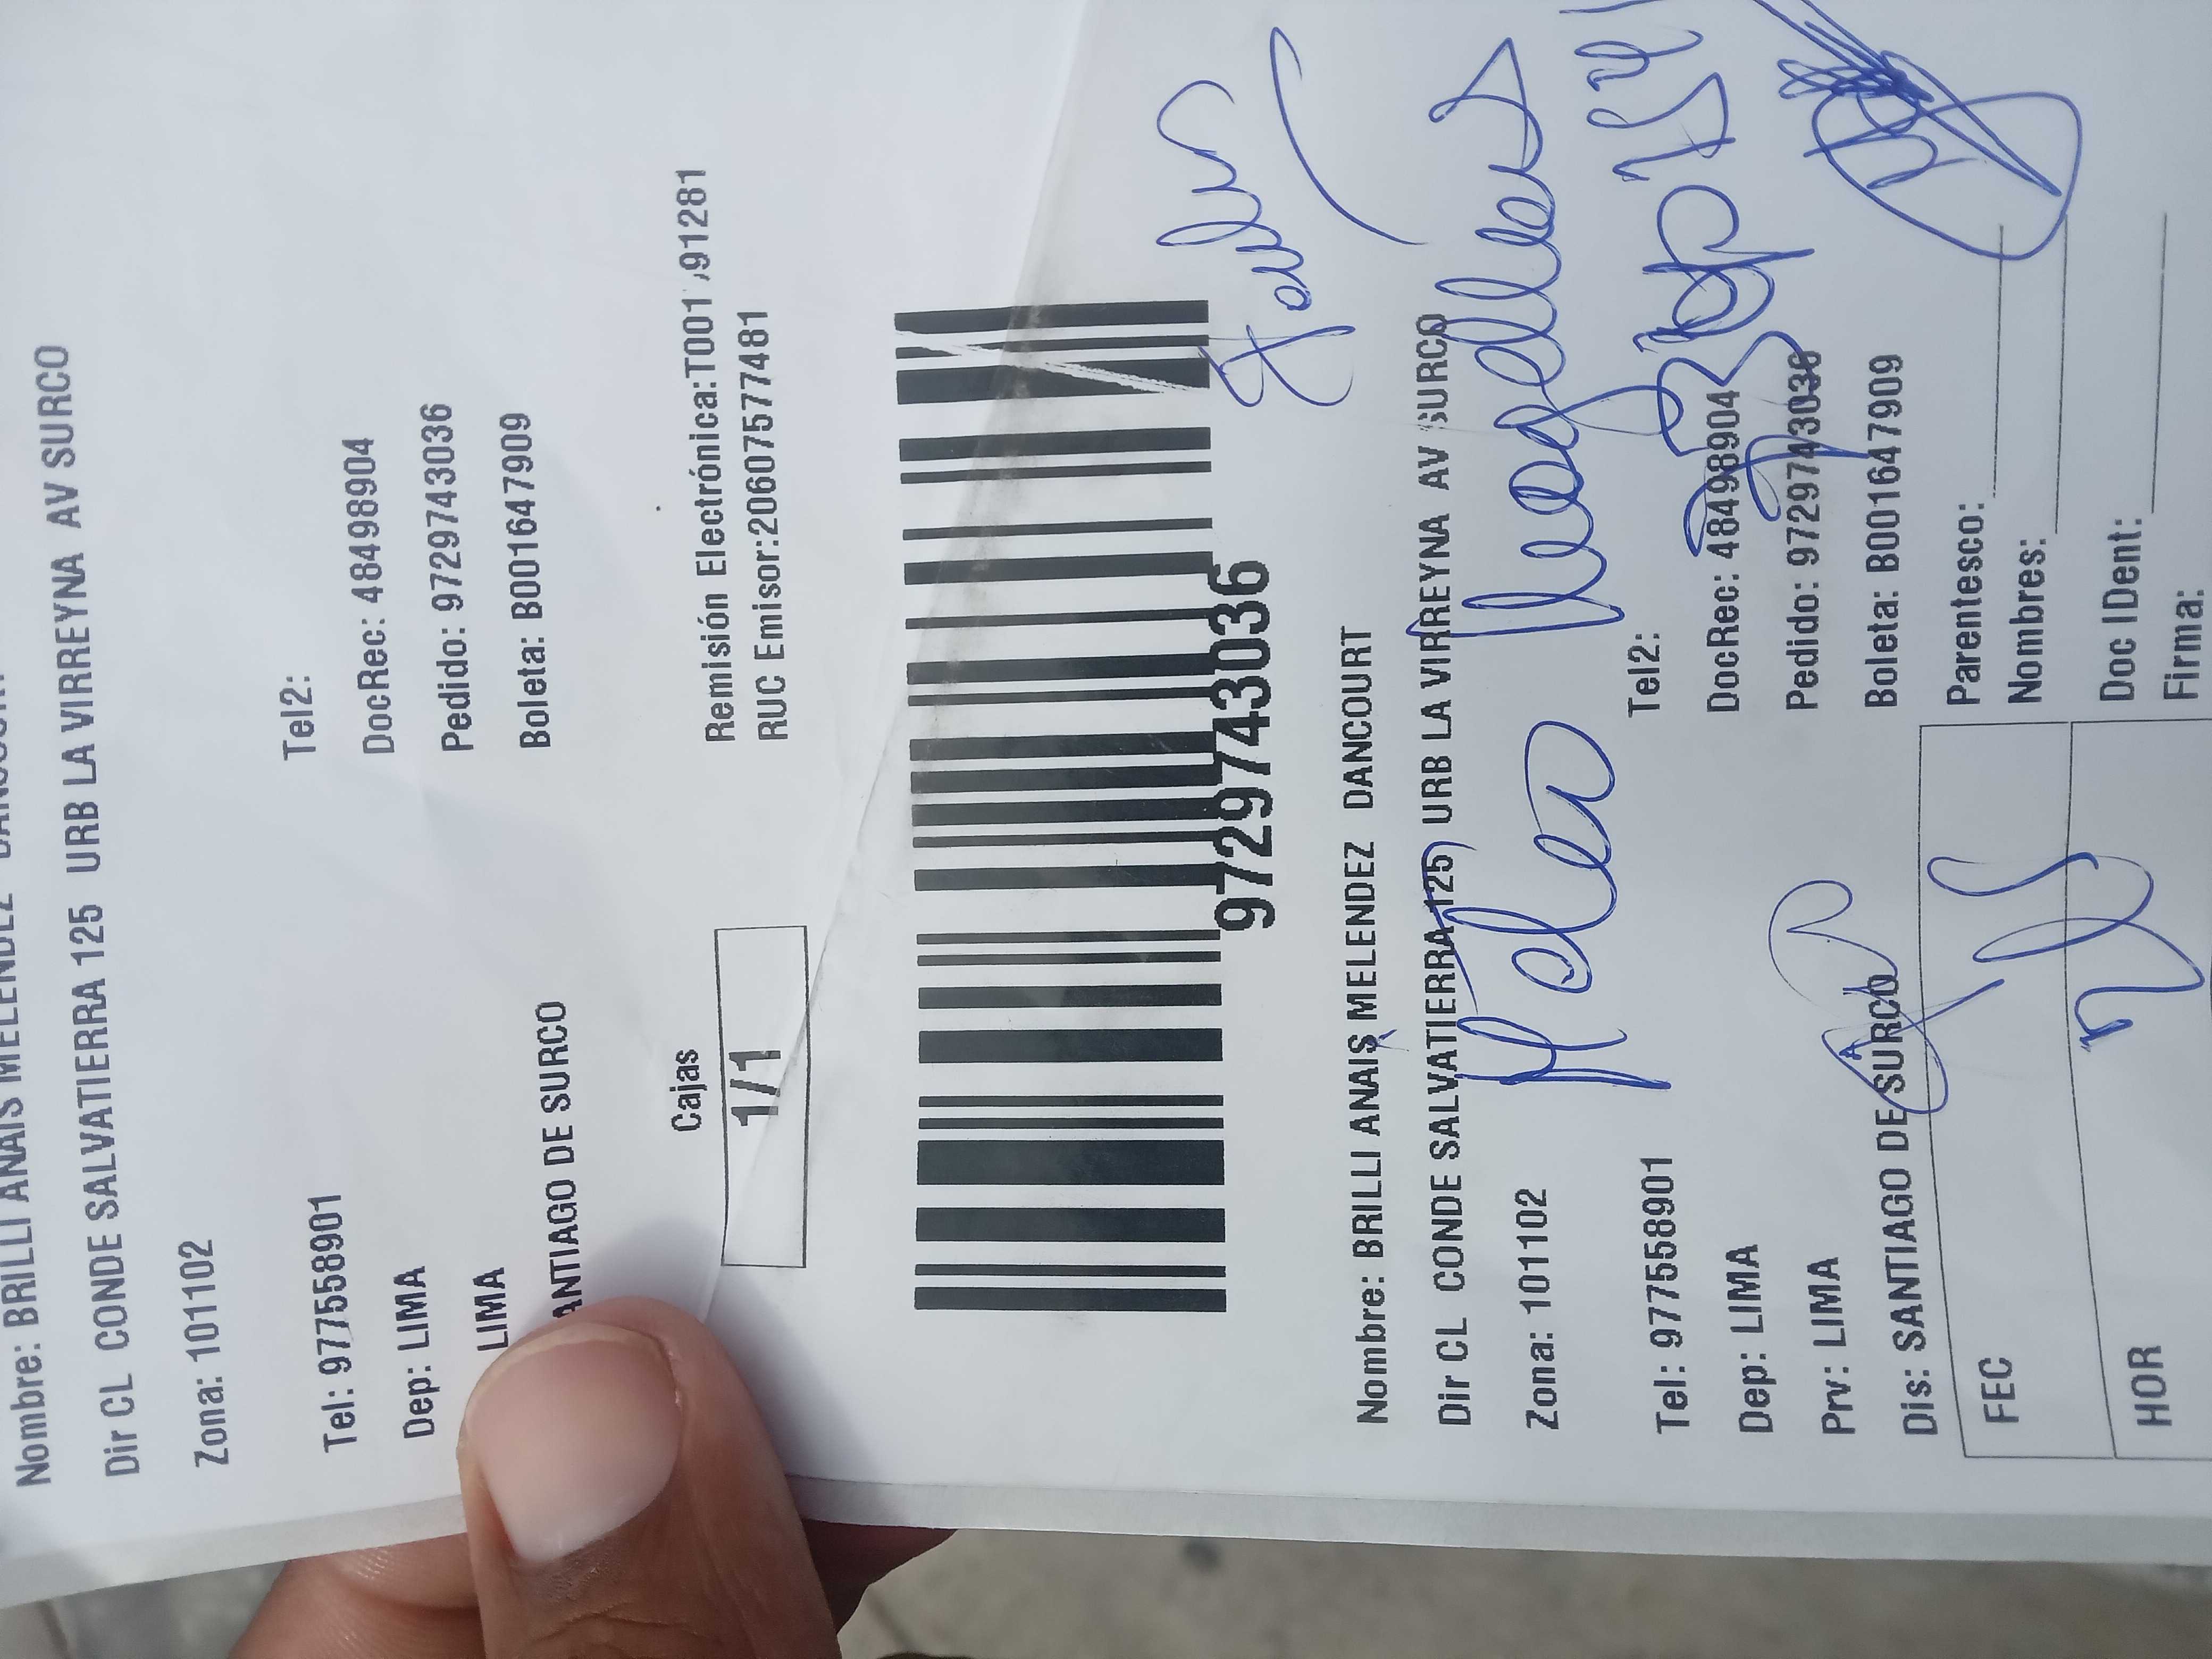 Nombre: BRILLI ANAIS MELENDEZ
Dir CL CONDE SALVATIERRA 125 URB LA VIRREYNA AV SURCO
Zona: 101102
Tel: 977558901 Tel2:
Dep: LIMA DocRec: 48498904
LIMA Pedido: 9729743036
ANTIAGO DE SURCO Boleta: B001647909
Cajas Remisión Electrónica:T001 91281
1/1 RUC Emisor:20607577481
9729743036
Nombre: BRILLI ANAIS MELENDEZ DANCOURT
Dir CL CONDE SALVATIERRA 125 URB LA VIRREYNA AV SURCO
Zona: 101102
Tel: 977558901 Tel2:
Dep: LIMA DocRec: 48498904
Prv: LIMA Pedido: 9729743036
Dis: SANTIAGO DE SURCO Boleta: B001647909
FEC Parentesco:
Nombres:
HOR Doc IDent:
Firma: